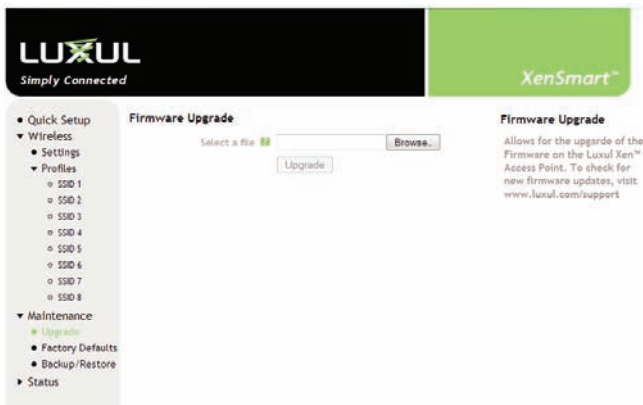 LUXUL
Simply Connected
XenSmart™
Quick Setup
Wireless
Settings
Profiles
SSID 1
SSID 2
SSID 3
SSID 4
SSID 5
SSID 6
SSID 7
SSID 8
Maintenance
Upgrade
Factory Defaults
Backup/Restore
Status
Firmware Upgrade
Select a file
Browse..
Upgrade
Firmware Upgrade
Allows for the upgarde of the
Firmware on the Luxul Xen™
Access Point. To check for
new firmware updates, visit
www.luxul.com/support